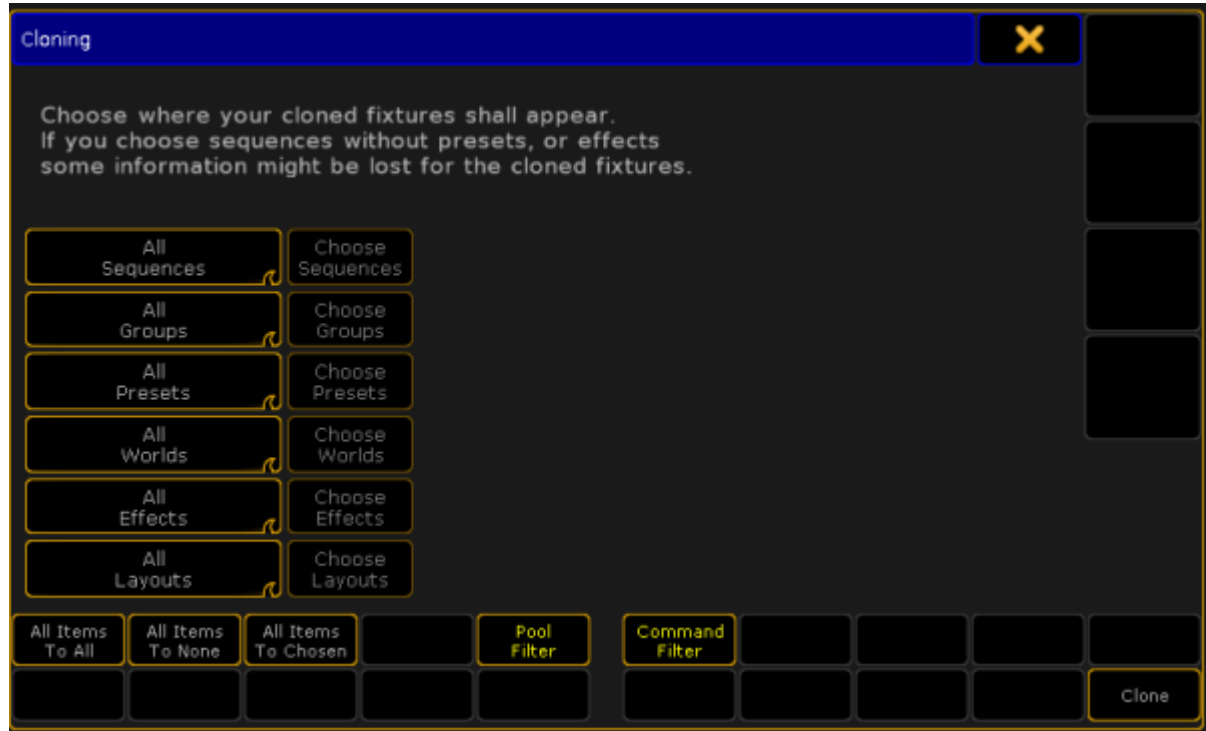 Cloning
Choose where your cloned fixtures shall appear.
If you choose sequences without presets, or effects
some information might be lost for the cloned fixtures.
All
Sequences
Choose
Sequences
All
Groups
Choose
Groups
All
Presets
Choose
Presets
All
Worlds
Choose
Worlds
All
Effects
Choose
Effects
All
Layouts
Choose
Layouts
All Items
To All
All Items
To None
All Items
To Chosen
Pool
Filter
Command
Filter
Clone